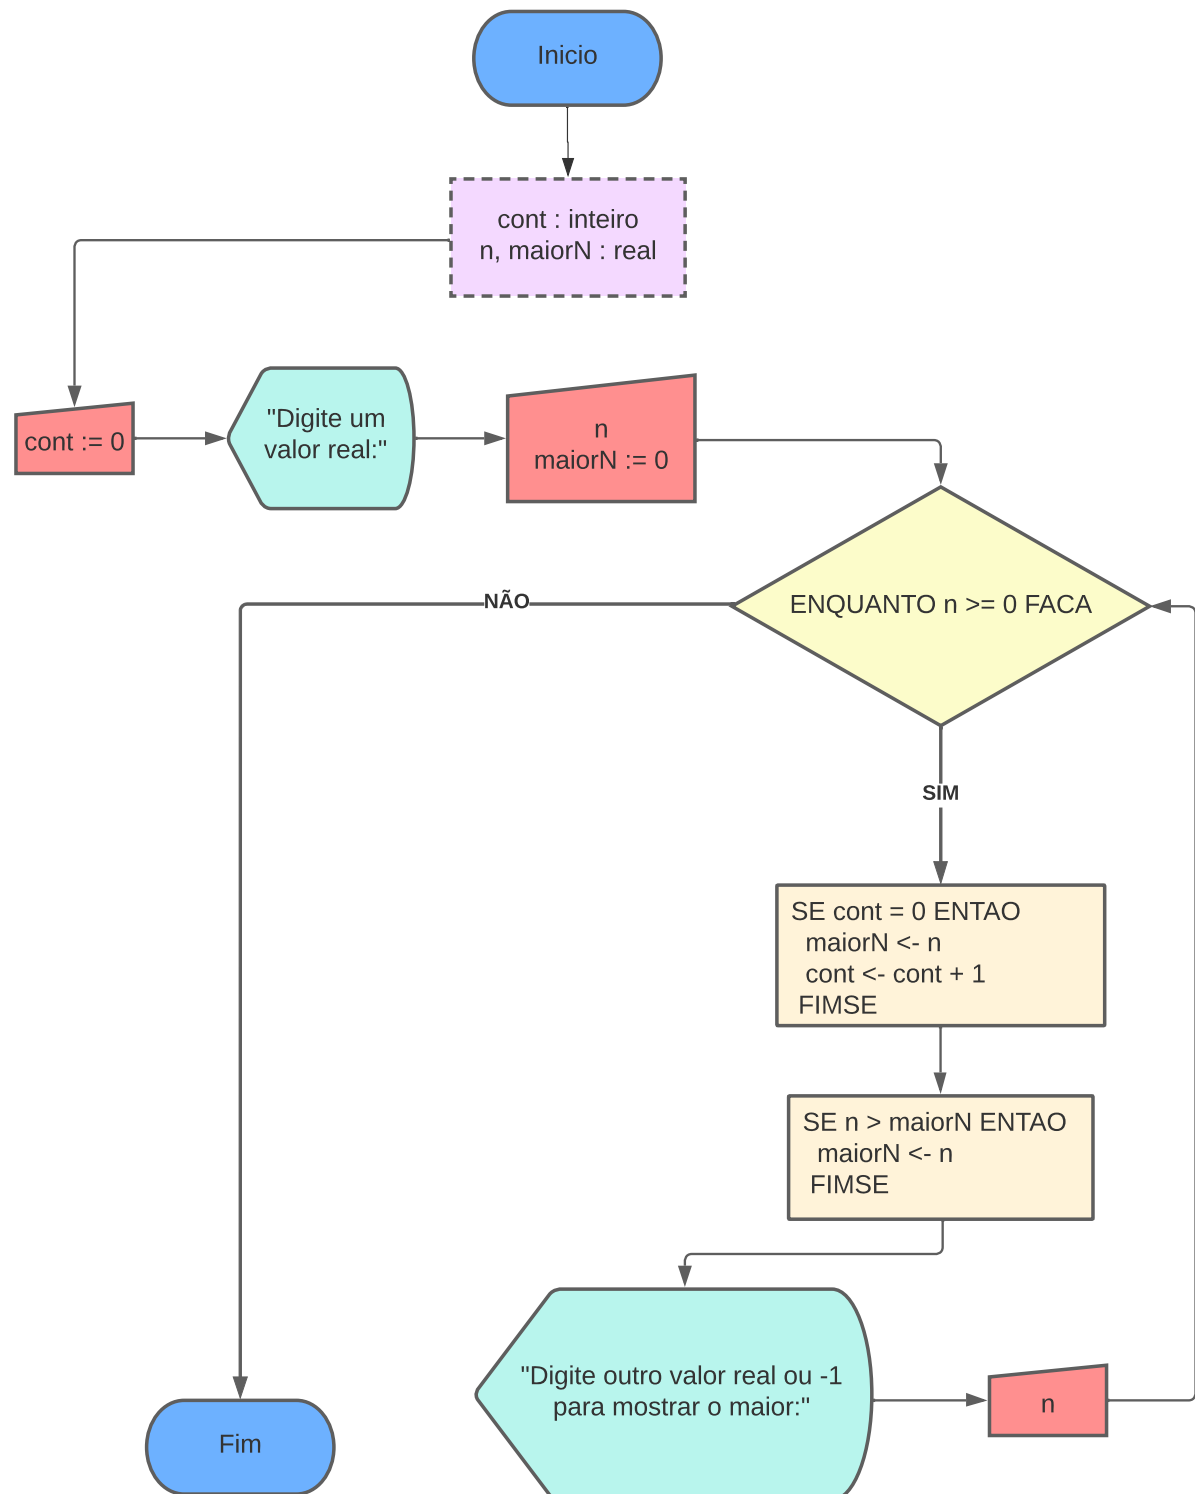 Inicio
cont : inteiro
n, maiorN : real
cont := 0
"Digite um
valor real:"
n
maiorN := 0
ENQUANTO n >= 0 FACA
NÃO
SIM
SE cont = 0 ENTAO
maiorN <- n
cont <- cont + 1
FIMSE
SE n > maiorN ENTAO
maiorN <- n
FIMSE
"Digite outro valor real ou -1
para mostrar o maior:"
n
Fim